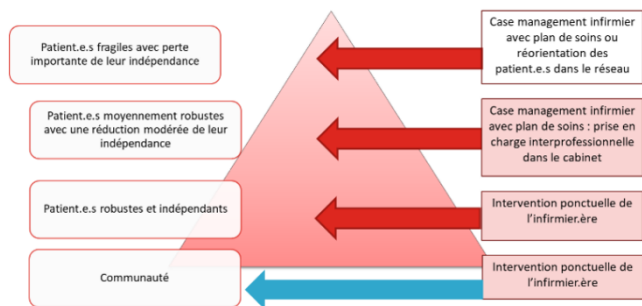 Patient.e.s fragiles avec perte
importante de leur indépendance
Case management infirmier
avec plan de soins ou
réorientation des
patient.e.s dans le réseau
Patient.e.s moyennement robustes
avec une réduction modérée de leur
indépendance
Case management infirmier
avec plan de soins : prise en
charge interprofessionnelle
dans le cabinet
Patient.e.s robustes et indépendants
Intervention ponctuelle de
l'infirmier.ère
Communauté
Intervention ponctuelle de
l'infirmier.ère